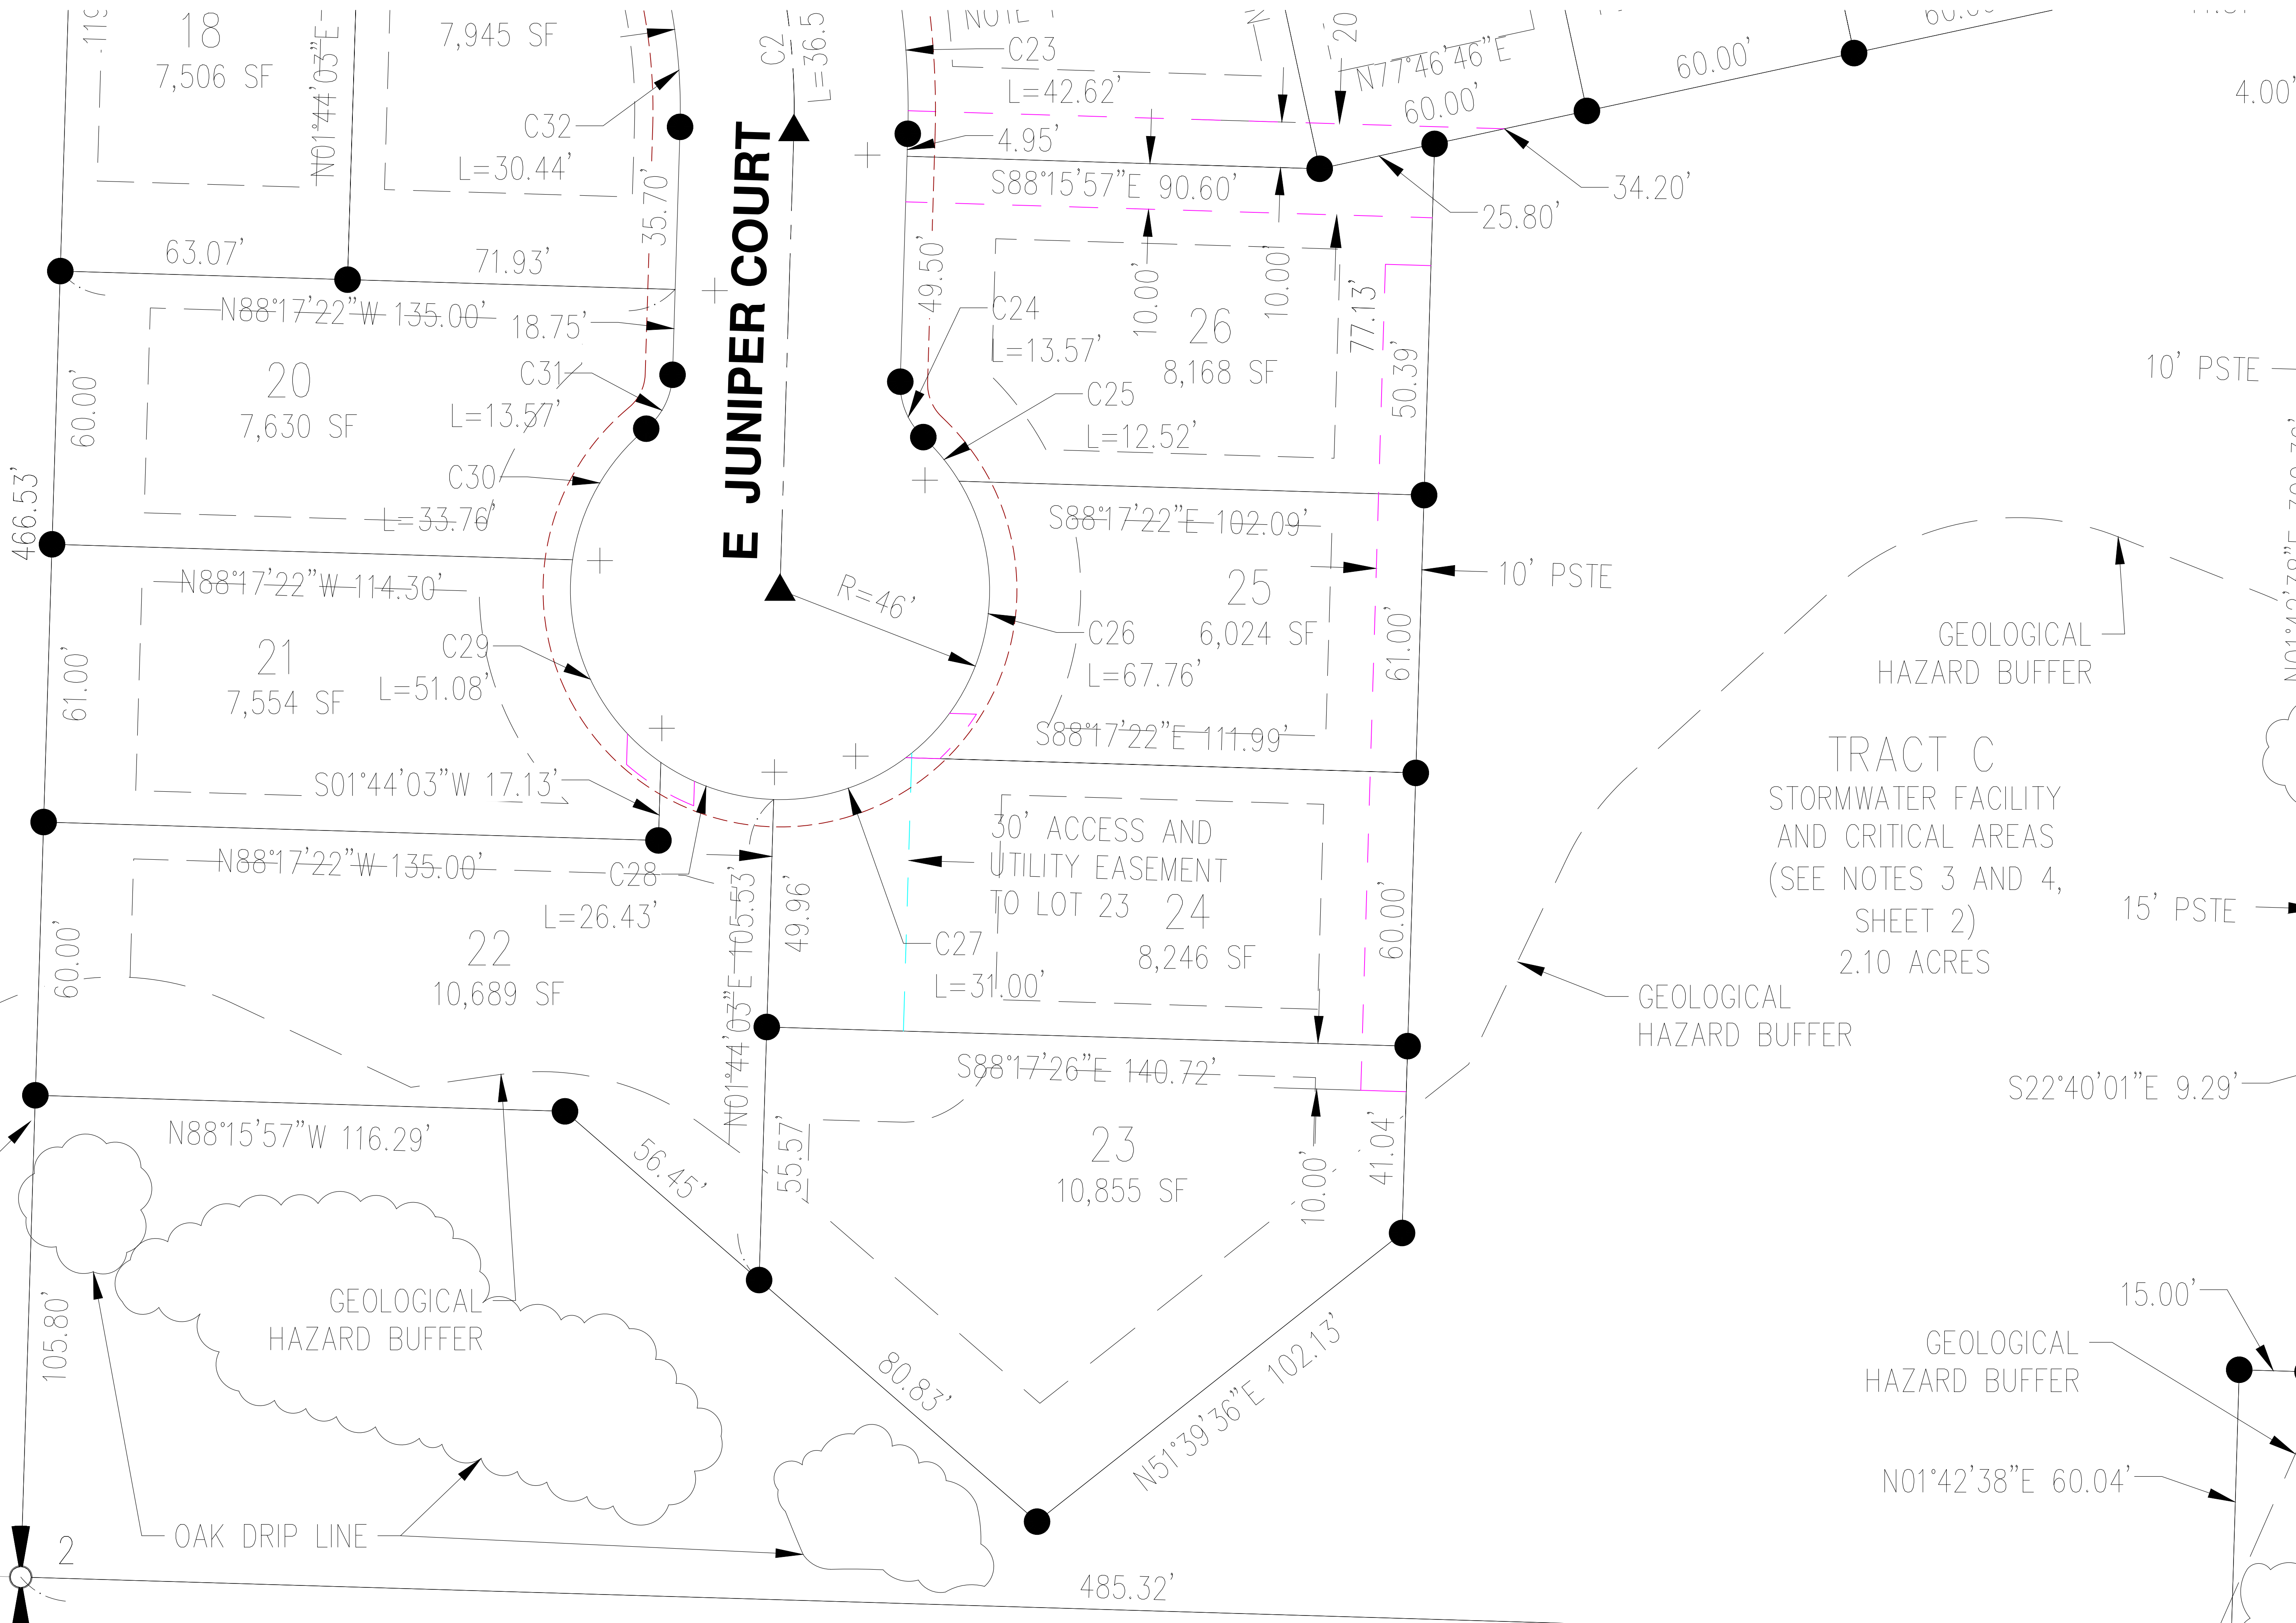 18
7,506 SF
N01°44'03"E
7,945 SF
C32
L=30.44'
35.70'
63.07'
71.93'
N88°17'22"W 135.00'
18.75'
20
7,630 SF
C31
L=13.57'
C30
L=33.76'
60.00'
466.53'
N88°17'22"W 114.30'
21
7,554 SF
C29
L=51.08'
61.00'
S01°44'03"W 17.13'
N88°17'22"W 135.00'
C28
L=26.43'
22
10,689 SF
60.00'
N01°44'03"E 105.53'
49.96'
N88°15'57"W 116.29'
56.45'
55.57'
105.80'
GEOLOGICAL
HAZARD BUFFER
OAK DRIP LINE
2
485.32'
C2
L=36.5
E JUNIPER COURT
R=46'
NOTE 1
C23
L=42.62'
4.95'
S88°15'57"E 90.60'
20
N77°46'46"E
60.00'
60.00'
34.20'
25.80'
4.00'
49.50'
10.00'
10.00'
77.13'
C24
L=13.57'
26
8,168 SF
C25
L=12.52'
50.39'
S88°17'22"E 102.09'
25
6,024 SF
10' PSTE
C26
L=67.76'
61.00'
S88°17'22"E 111.99'
30' ACCESS AND
UTILITY EASEMENT
TO LOT 23
24
8,246 SF
C27
L=31.00'
60.00'
S88°17'26"E 140.72'
23
10,855 SF
10.00'
41.04'
80.83'
N51°39'36"E 102.13'
10' PSTE
GEOLOGICAL
HAZARD BUFFER
TRACT C
STORMWATER FACILITY
AND CRITICAL AREAS
(SEE NOTES 3 AND 4,
SHEET 2)
2.10 ACRES
15' PSTE
GEOLOGICAL
HAZARD BUFFER
S22°40'01"E 9.29'
15.00'
GEOLOGICAL
HAZARD BUFFER
N01°42'38"E 60.04'